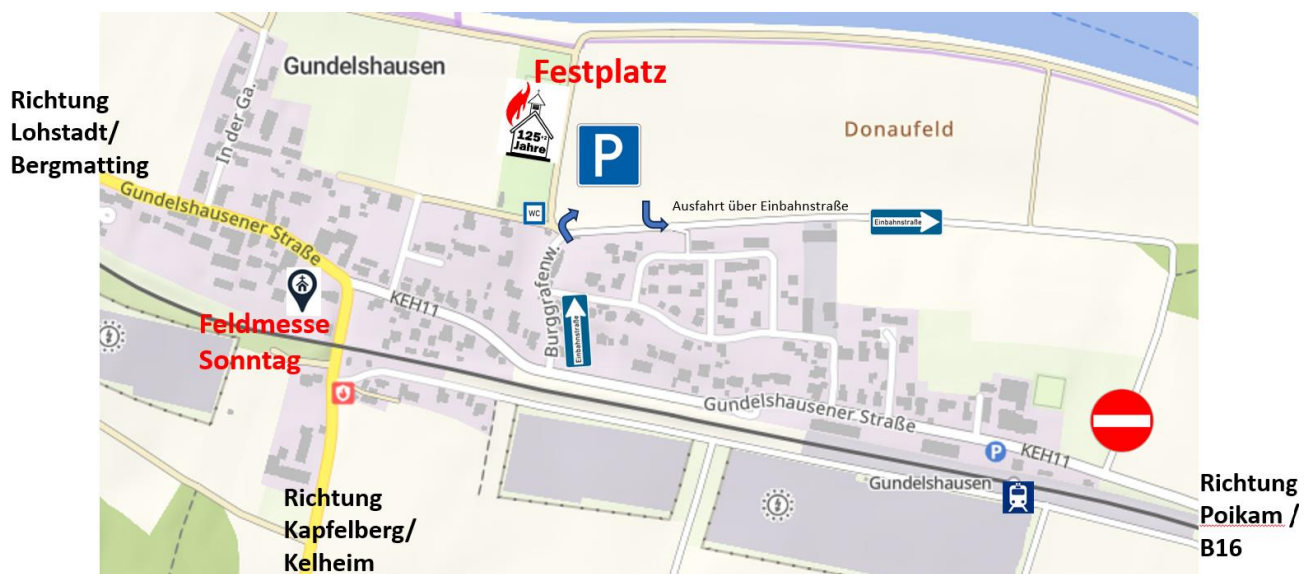 Gundelshausen
Festplatz
Richtung
Lohstadt/
Bergmatting
125+2
Jahre
In der Ga.
P
Donaufeld
Gundelshausener Straße
WC
Ausfahrt über Einbahnstraße
Einbahnstraße
Burggrafenw.
KEH11
Feldmesse
Sonntag
Einbahnstraße
Gundelshausener Straße
P
KEH11
Gundelshausen
Richtung
Kapfelberg/
Kelheim
Richtung
Poikam /
B16